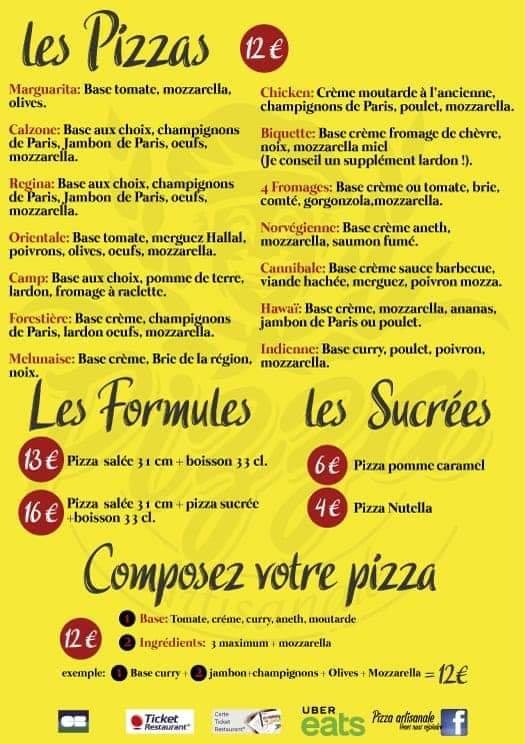 les Pizzas 12 €
Marguarita: Base tomate, mozzarella,
olives.
Calzone: Base aux choix, champignons
de Paris, Jambon de Paris, oeufs,
mozzarella.
Regina: Base aux choix, champignons
de Paris, Jambon de Paris, oeufs,
mozzarella.
Orientale: Base tomate, merguez Hallal,
poivrons, olives, oeufs, mozzarella.
Camp: Base aux choix, pomme de terre,
lardon, fromage à raclette.
Forestière: Base crème, champignons
de Paris, lardon oeufs, mozzarella.
Melunaise: Base crème, Brie de la région,
noix.
Chicken: Crème moutarde à l'ancienne,
champignons de Paris, poulet, mozzarella.
Biquette: Base crème fromage de chèvre,
noix, mozzarella miel
(Je conseil un supplément lardon !).
4 Fromages: Base crème ou tomate, brie,
comté, gorgonzola,mozzarella.
Norvégienne: Base crème aneth,
mozzarella, saumon fumé.
Cannibale: Base crème sauce barbecue,
viande hachée, merguez, poivron mozza.
Hawaï: Base crème, mozzarella, ananas,
jambon de Paris ou poulet.
Indienne: Base curry, poulet, poivron,
mozzarella.
Les Formules
13 € Pizza salée 31 cm + boisson 33 cl.
16 € Pizza salée 31 cm + pizza sucrée
+boisson 33 cl.
les Sucrées
6 € Pizza pomme caramel
4 € Pizza Nutella
Composez votre pizza
12 €
1 Base: Tomate, créme, curry, aneth, moutarde
2 Ingrédients: 3 maximum + mozzarella
exemple: 1 Base curry + 2 jambon+champignons + Olives + Mozzarella = 12€
CB
Ticket
Restaurant
Carte
Ticket
Restaurant
UBER
eats
Pizza artisanale
f